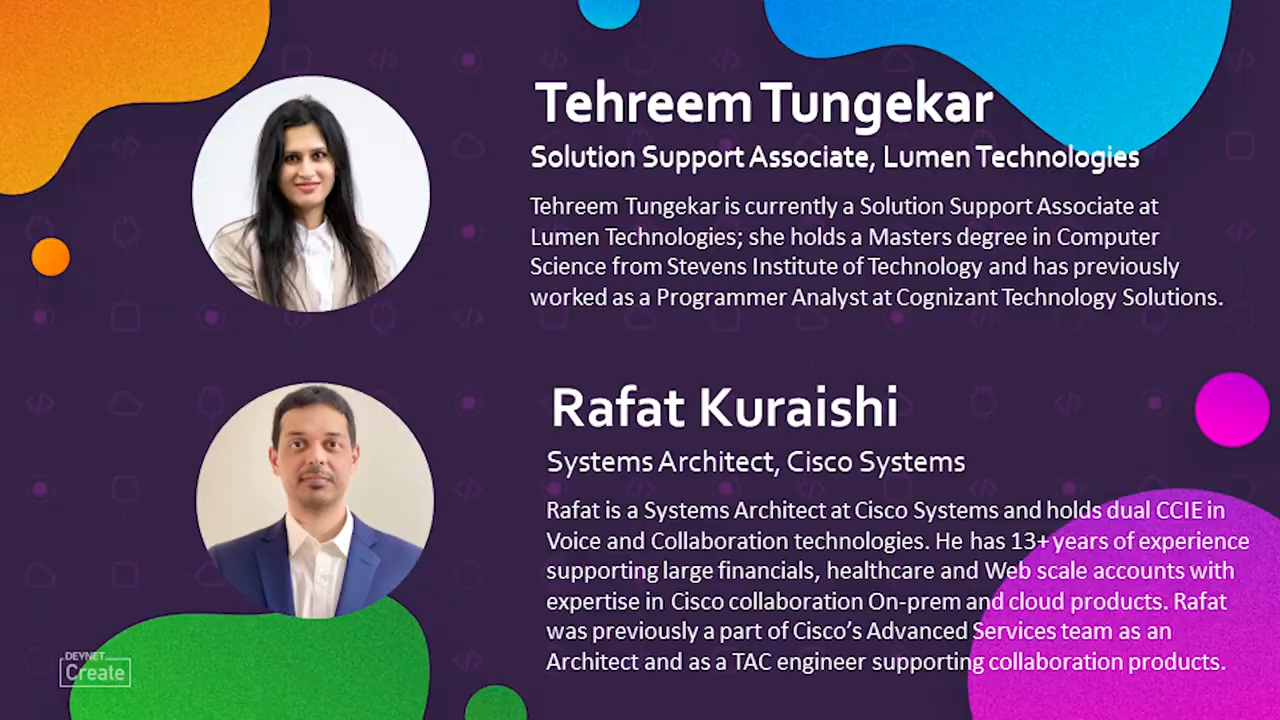 Tehreem Tungekar
Solution Support Associate, Lumen Technologies
Tehreem Tungekar is currently a Solution Support Associate at
Lumen Technologies; she holds a Masters degree in Computer
Science from Stevens Institute of Technology and has previously
worked as a Programmer Analyst at Cognizant Technology Solutions.
Rafat Kuraishi
Systems Architect, Cisco Systems
Rafat is a Systems Architect at Cisco Systems and holds dual CCIE in
Voice and Collaboration technologies. He has 13+ years of experience
supporting large financials, healthcare and Web scale accounts with
expertise in Cisco collaboration On-prem and cloud products. Rafat
was previously a part of Cisco's Advanced Services team as an
Architect and as a TAC engineer supporting collaboration products.
DEVNET
Create